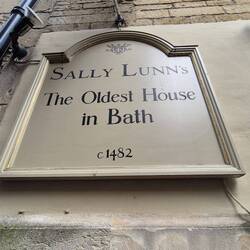 SALLY LUNN's
The Oldest House
in Bath
c1482